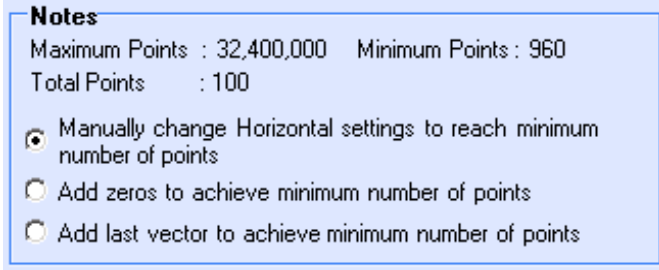 Notes
Maximum Points : 32,400,000 Minimum Points : 960
Total Points : 100
Manually change Horizontal settings to reach minimum
number of points
Add zeros to achieve minimum number of points
Add last vector to achieve minimum number of points